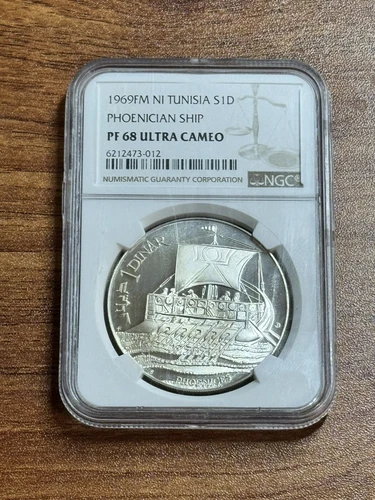 1969FM NI TUNISIA S1D
PHOENICIAN SHIP
PF 68 ULTRA CAMEO
6212473-012
NUMISMATIC GUARANTY CORPORATION
NGC®
1 DINAR